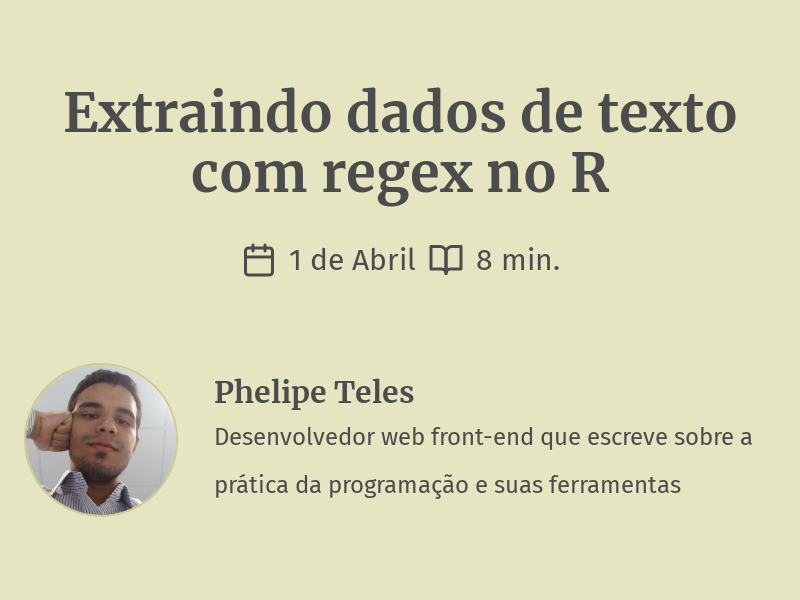 Extraindo dados de texto
com regex no R
1 de Abril 8 min.
Phelipe Teles
Desenvolvedor web front-end que escreve sobre a
prática da programação e suas ferramentas